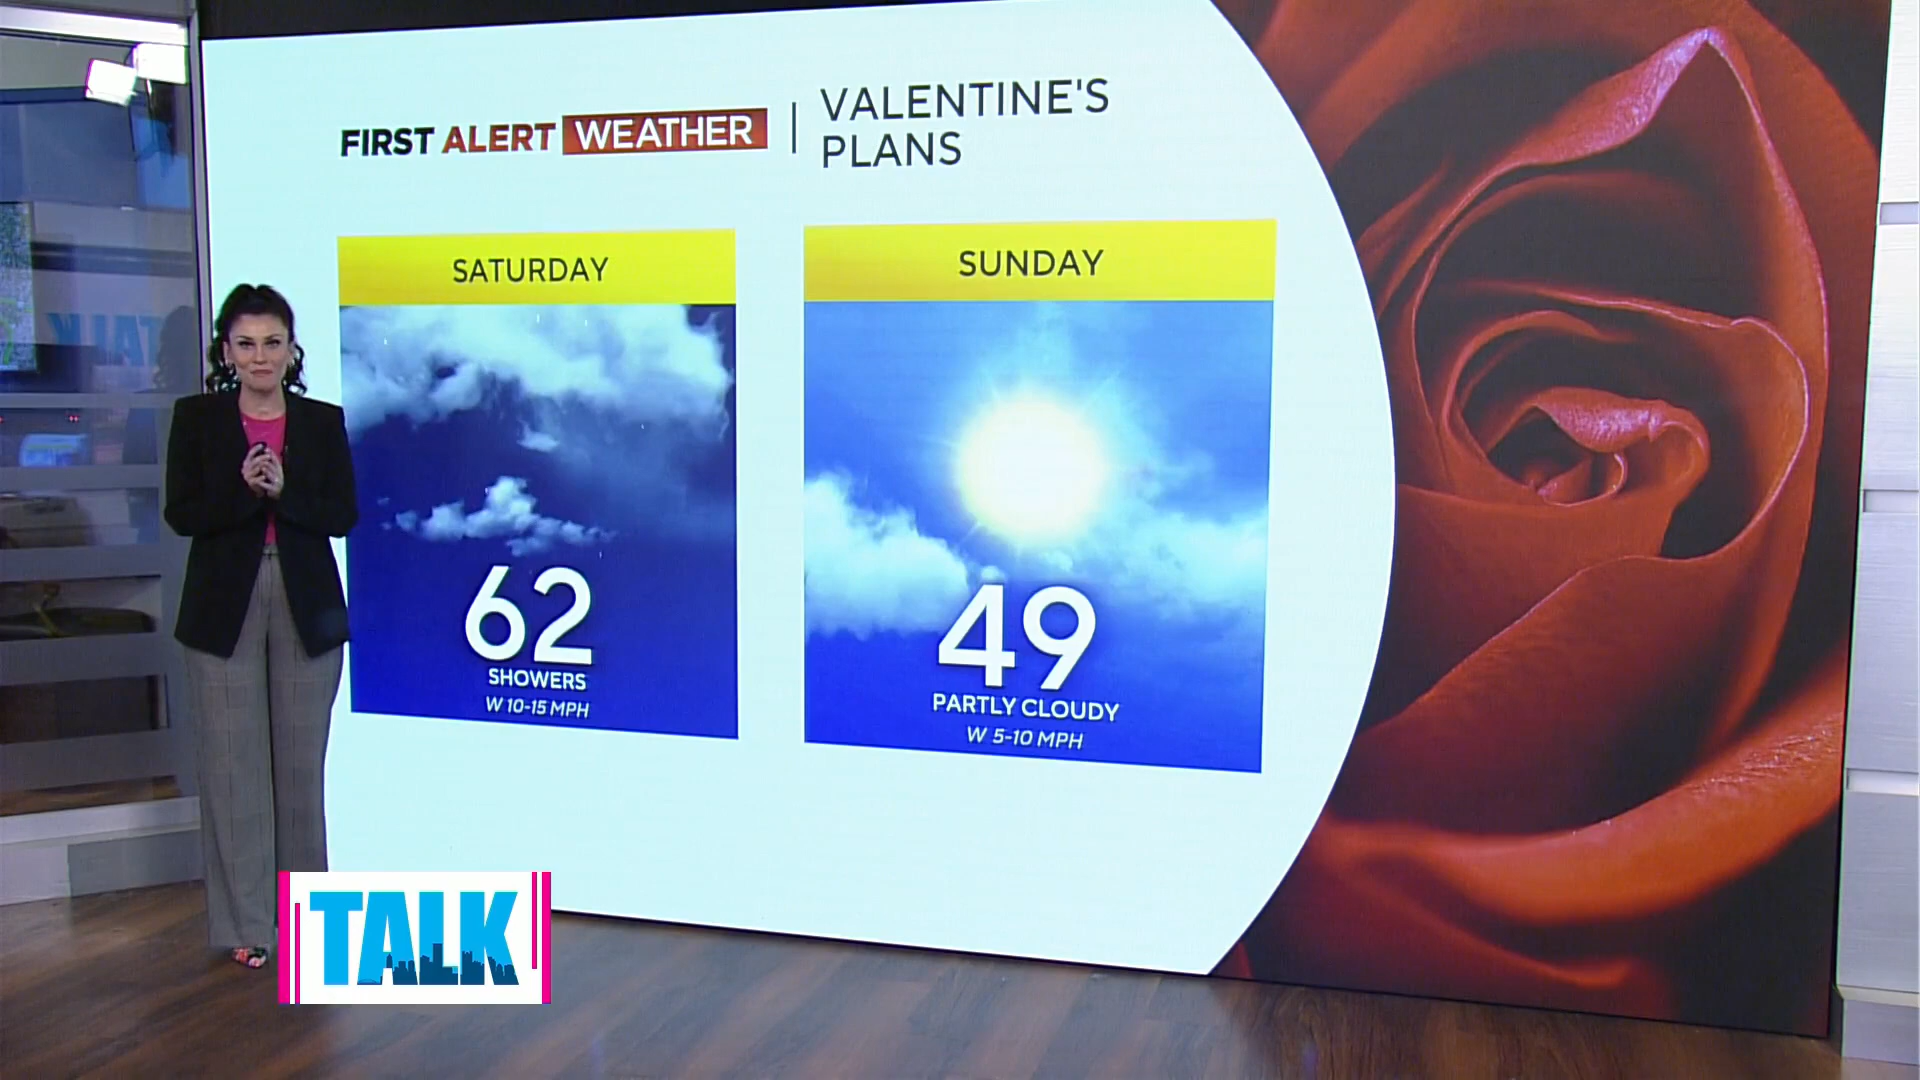 FIRST ALERT WEATHER
VALENTINE'S
PLANS
SATURDAY
62
SHOWERS
W 10-15 MPH
SUNDAY
49
PARTLY CLOUDY
W 5-10 MPH
TALK
TALK